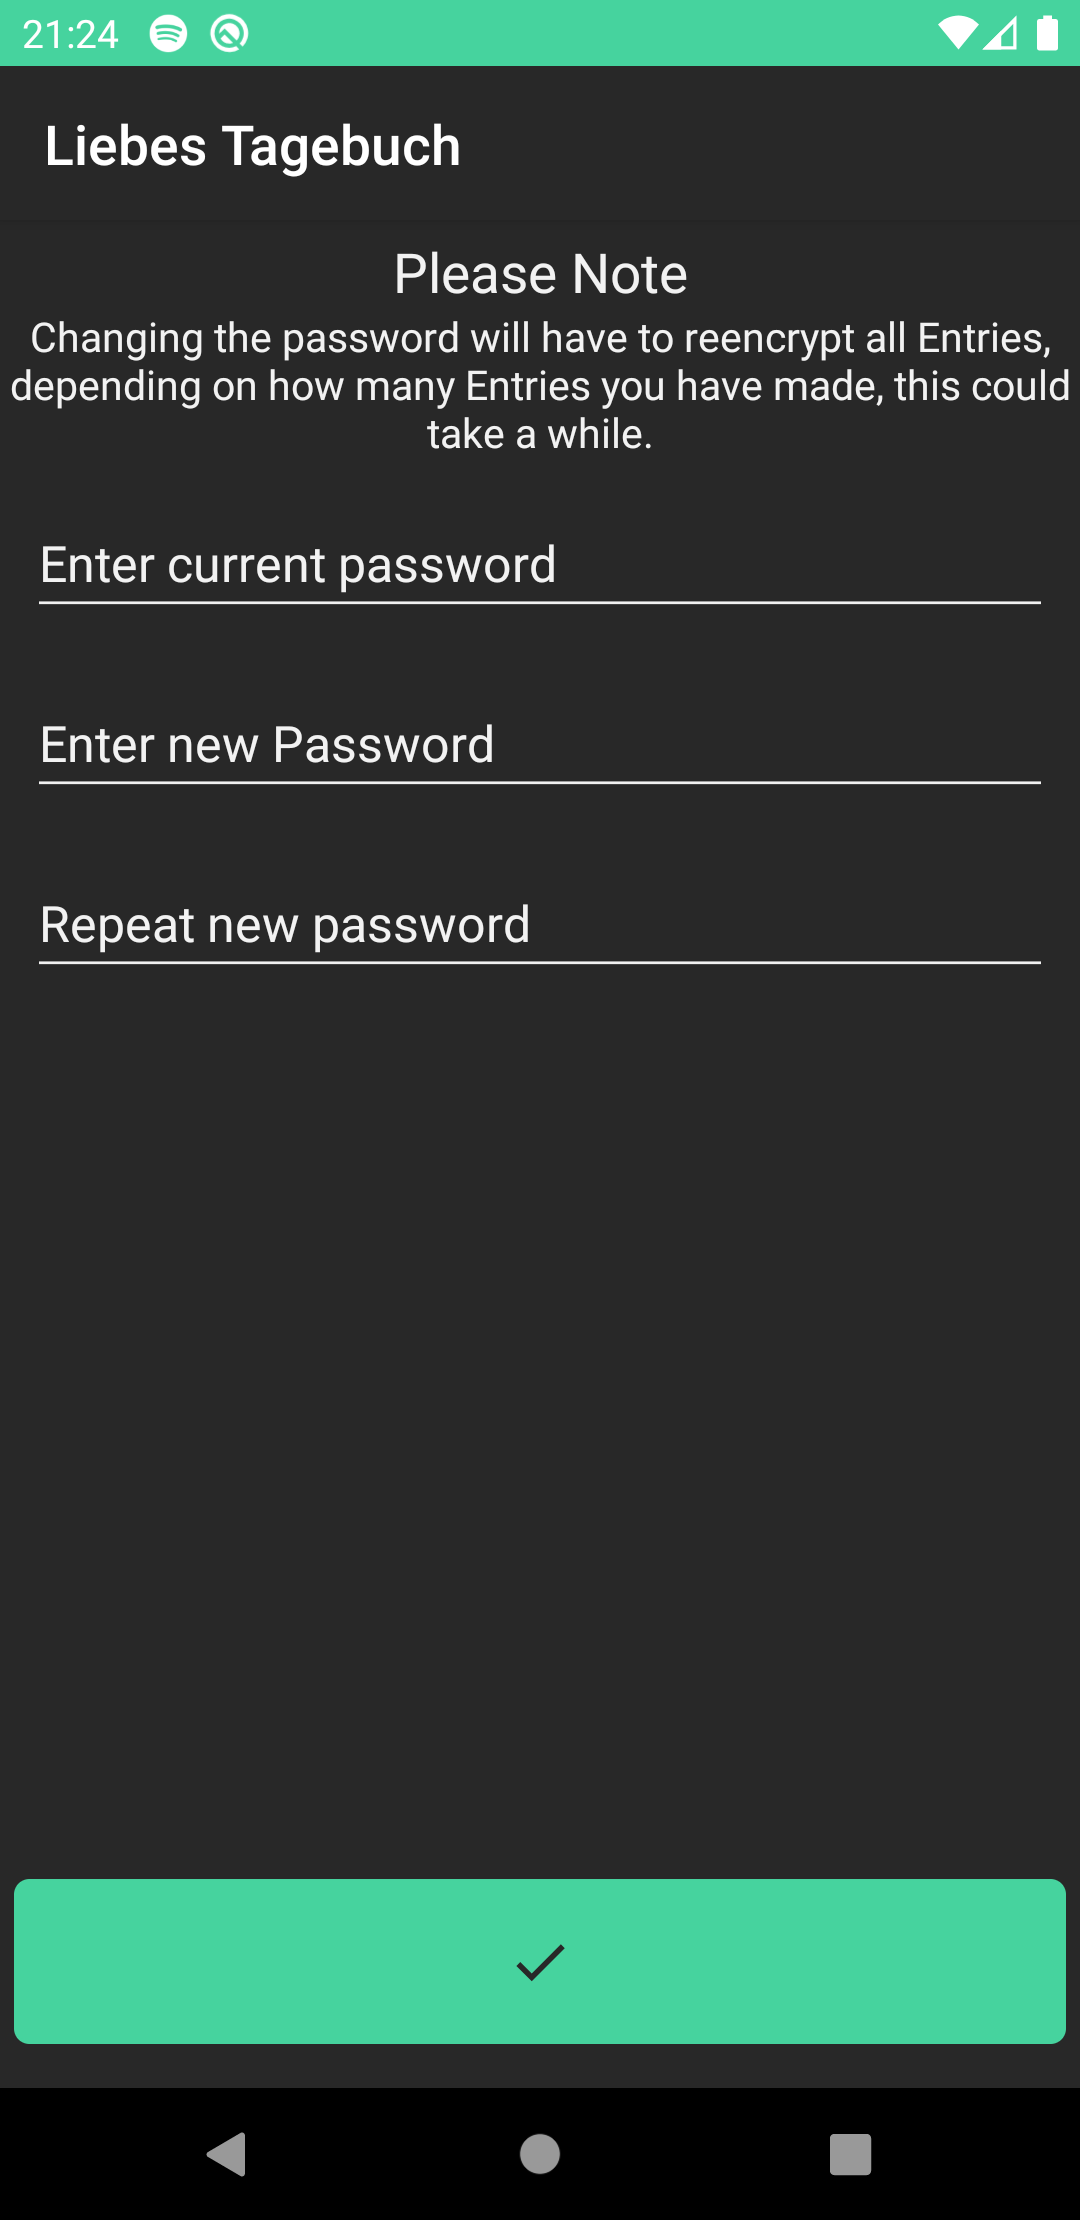 21:24
Liebes Tagebuch
Please Note
Changing the password will have to reencrypt all Entries,
depending on how many Entries you have made, this could
take a while.
Enter current password
Enter new Password
Repeat new password